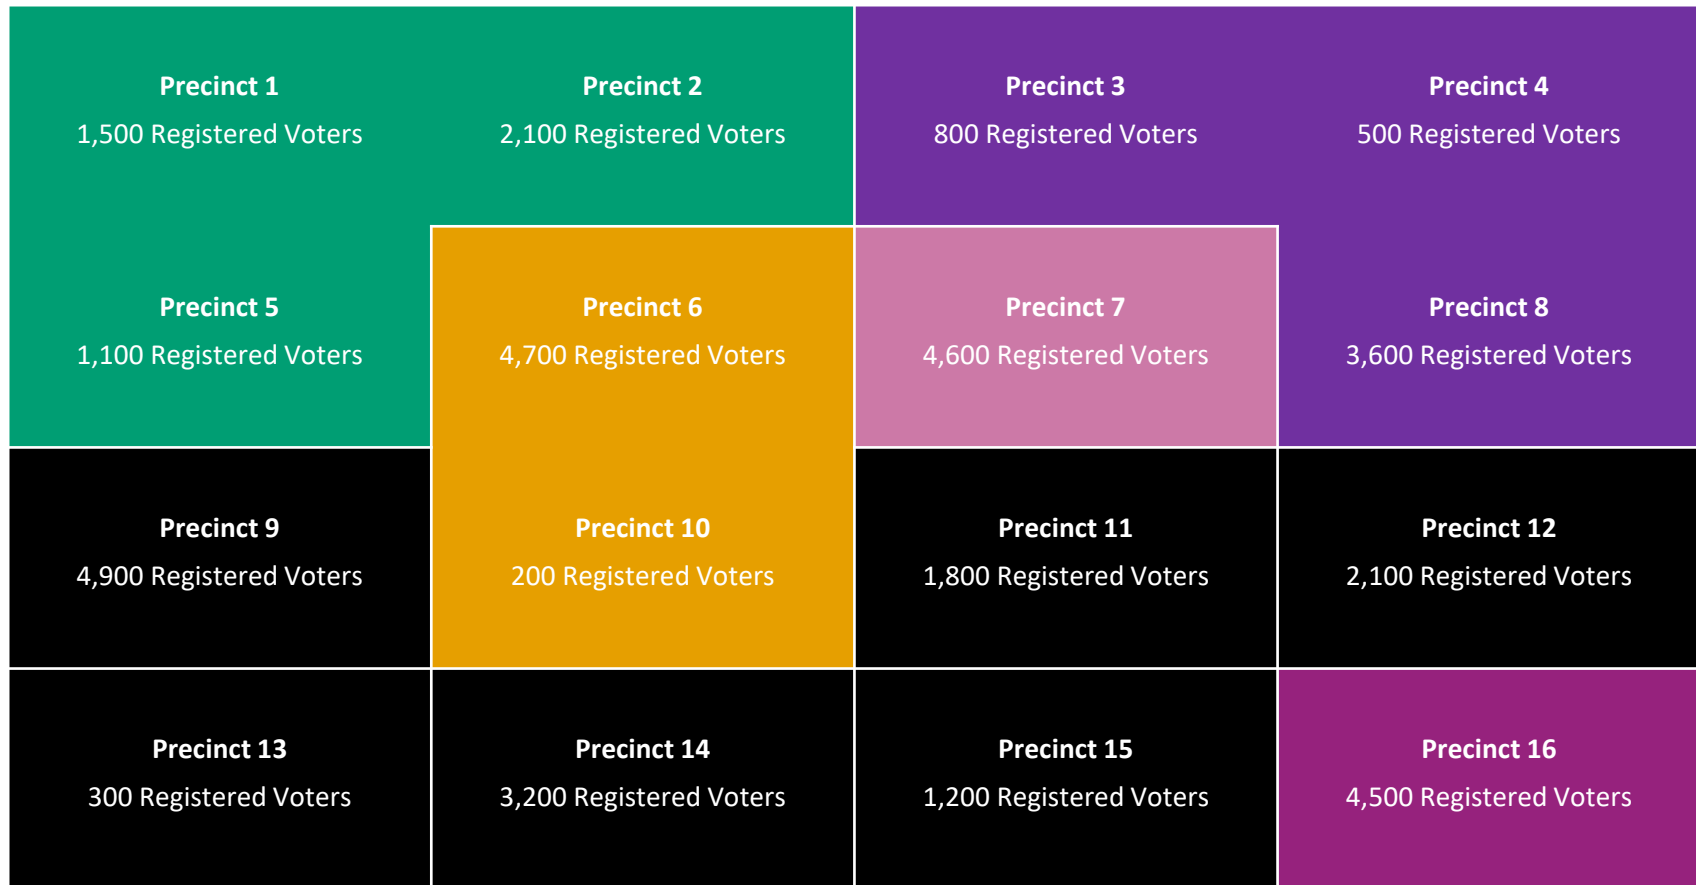 Precinct 1
1,500 Registered Voters
Precinct 2
2,100 Registered Voters
Precinct 3
800 Registered Voters
Precinct 4
500 Registered Voters
Precinct 5
1,100 Registered Voters
Precinct 6
4,700 Registered Voters
Precinct 7
4,600 Registered Voters
Precinct 8
3,600 Registered Voters
Precinct 9
4,900 Registered Voters
Precinct 10
200 Registered Voters
Precinct 11
1,800 Registered Voters
Precinct 12
2,100 Registered Voters
Precinct 13
300 Registered Voters
Precinct 14
3,200 Registered Voters
Precinct 15
1,200 Registered Voters
Precinct 16
4,500 Registered Voters